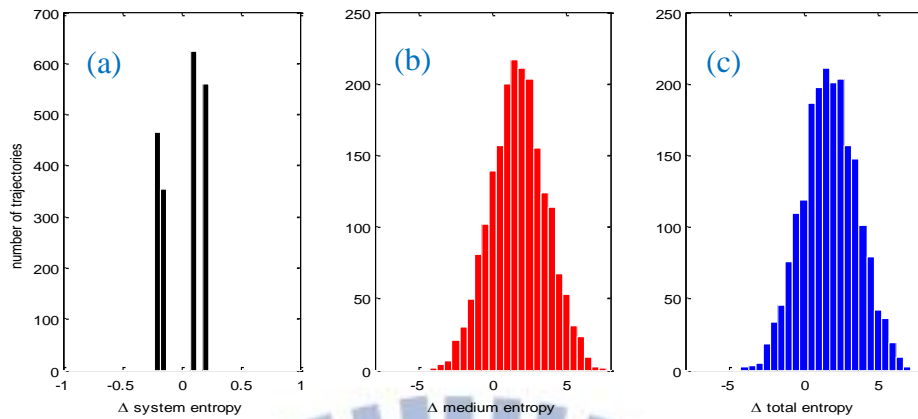 (a)
number of trajectories
700
600
500
400
300
200
100
0
-1 -0.5 0 0.5 1
Δ system entropy
(b)
250
200
150
100
50
0
-5 0 5
Δ medium entropy
(c)
250
200
150
100
50
0
-5 0 5
Δ total entropy